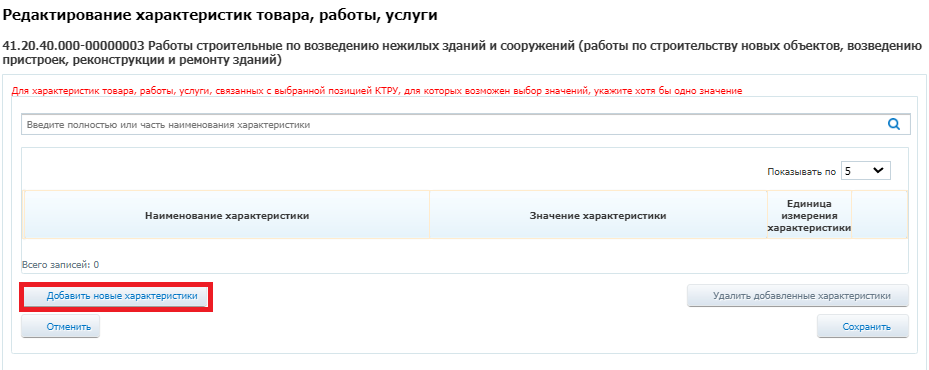 Редактирование характеристик товара, работы, услуги
41.20.40.000-00000003 Работы строительные по возведению нежилых зданий и сооружений (работы по строительству новых объектов, возведению
пристроек, реконструкции и ремонту зданий)
Для характеристик товара, работы, услуги, связанных с выбранной позицией КТРУ, для которых возможен выбор значений, укажите хотя бы одно значение
Введите полностью или часть наименования характеристики
Показывать по 5
Наименование характеристики
Значение характеристики
Единица
измерения
характеристики
Всего записей: 0
Добавить новые характеристики
Удалить добавленные характеристики
Отменить
Сохранить